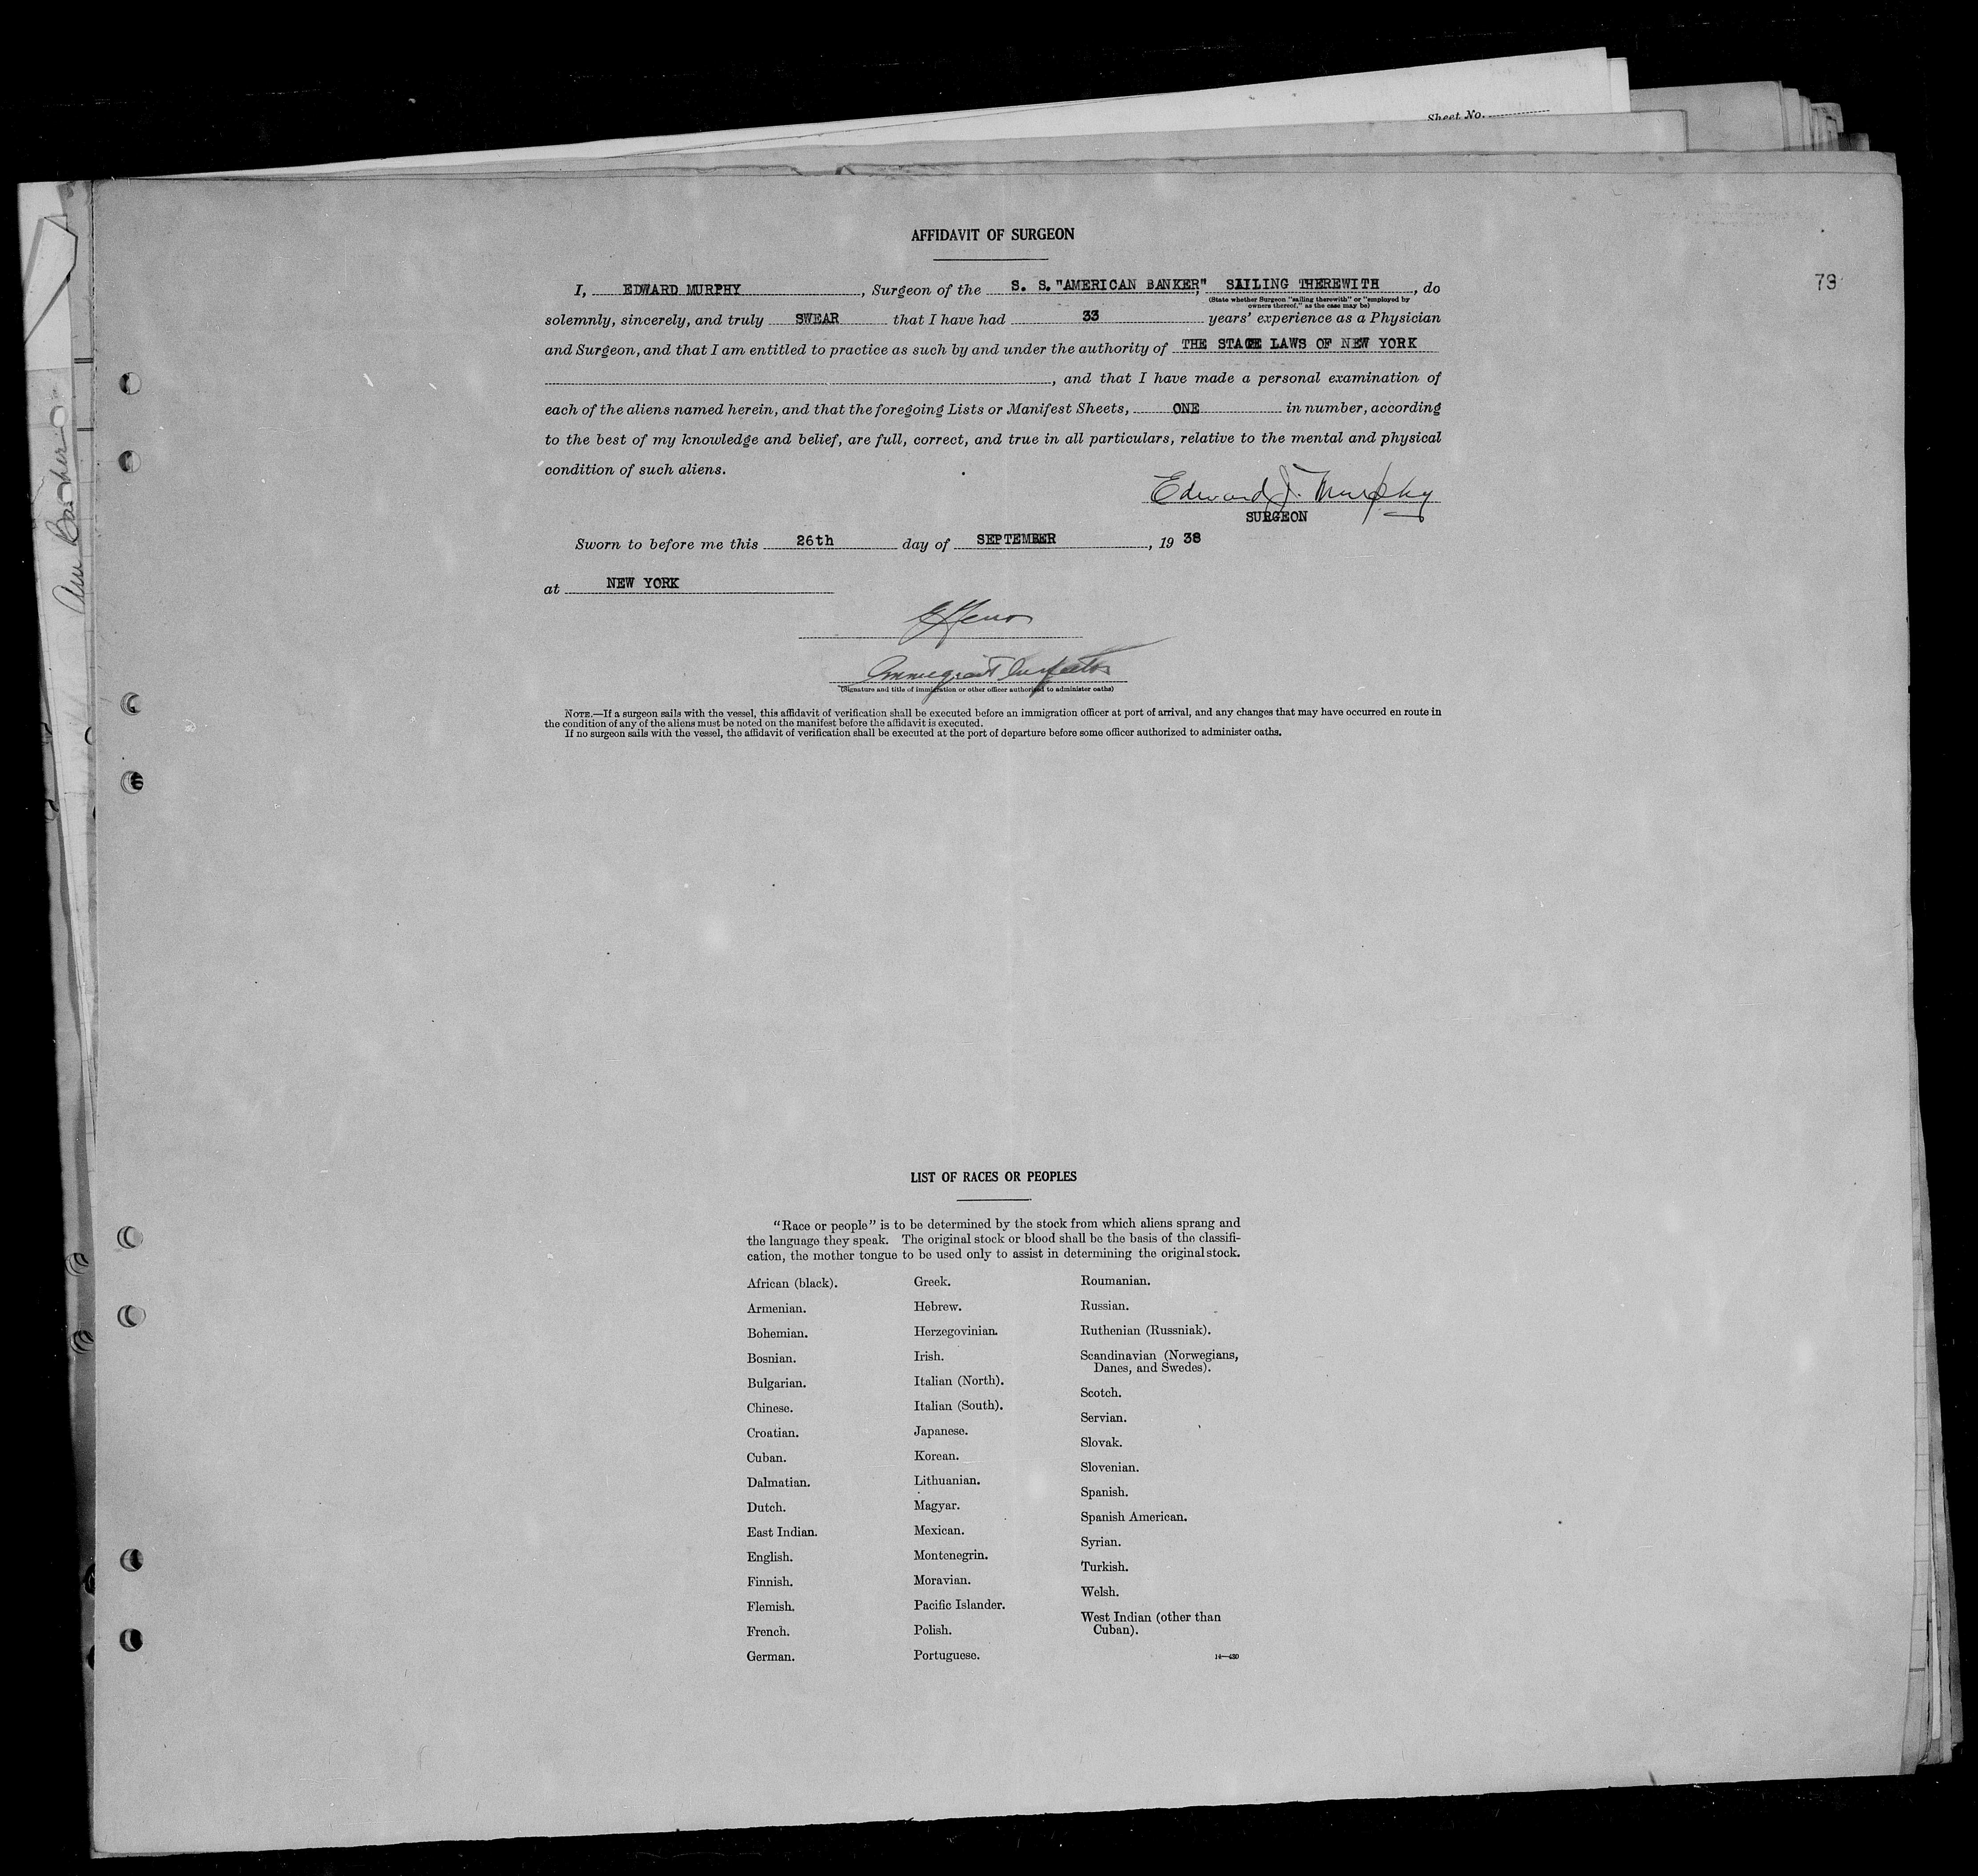 Sheet No.
78
AFFIDAVIT OF SURGEON
I, EDWARD MURPHY, Surgeon of the S. S. "AMERICAN BANKER", SAILING THEREWITH, do
(State whether Surgeon "sailing therewith" or "employed by
owners thereof," as the case may be)
solemnly, sincerely, and truly SWEAR that I have had 33 years' experience as a Physician
and Surgeon, and that I am entitled to practice as such by and under the authority of THE STATE LAWS OF NEW YORK
, and that I have made a personal examination of
each of the aliens named herein, and that the foregoing Lists or Manifest Sheets, ONE in number, according
to the best of my knowledge and belief, are full, correct, and true in all particulars, relative to the mental and physical
condition of such aliens.
Edward J. Murphy
SURGEON
Sworn to before me this 26th day of SEPTEMBER, 19 38
at NEW YORK
Immigrant Inspector
(Signature and title of immigration or other officer authorized to administer oaths)
NOTE.—If a surgeon sails with the vessel, this affidavit of verification shall be executed before an immigration officer at port of arrival, and any changes that may have occurred en route in
the condition of any of the aliens must be noted on the manifest before the affidavit is executed.
If no surgeon sails with the vessel, the affidavit of verification shall be executed at the port of departure before some officer authorized to administer oaths.
Am Banker
LIST OF RACES OR PEOPLES
"Race or people" is to be determined by the stock from which aliens sprang and
the language they speak. The original stock or blood shall be the basis of the classifi-
cation, the mother tongue to be used only to assist in determining the original stock.
African (black).
Armenian.
Bohemian.
Bosnian.
Bulgarian.
Chinese.
Croatian.
Cuban.
Dalmatian.
Dutch.
East Indian.
English.
Finnish.
Flemish.
French.
German.
Greek.
Hebrew.
Herzegovinian.
Irish.
Italian (North).
Italian (South).
Japanese.
Korean.
Lithuanian.
Magyar.
Mexican.
Montenegrin.
Moravian.
Pacific Islander.
Polish.
Portuguese.
Roumanian.
Russian.
Ruthenian (Russniak).
Scandinavian (Norwegians,
Danes, and Swedes).
Scotch.
Servian.
Slovak.
Slovenian.
Spanish.
Spanish American.
Syrian.
Turkish.
Welsh.
West Indian (other than
Cuban).
14—430